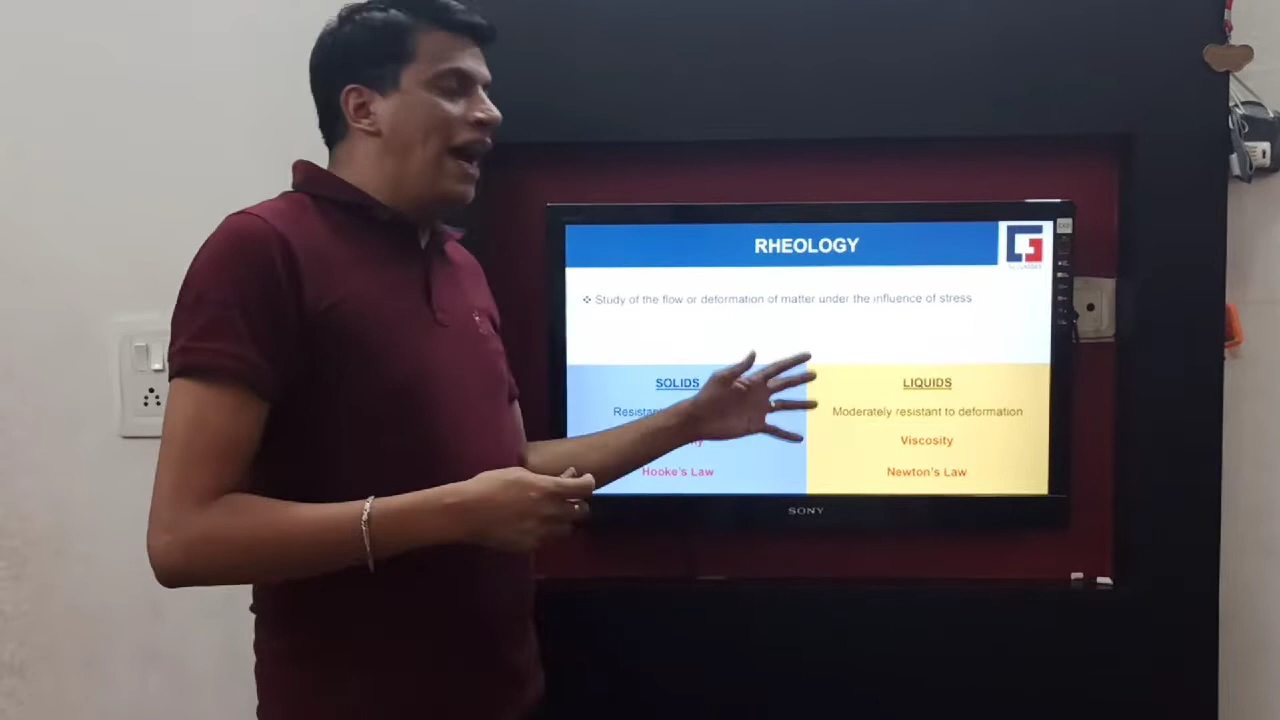 RHEOLOGY
❖ Study of the flow or deformation of matter under the influence of stress
SOLIDS
Hooke's Law
LIQUIDS
Moderately resistant to deformation
Viscosity
Newton's Law
SONY